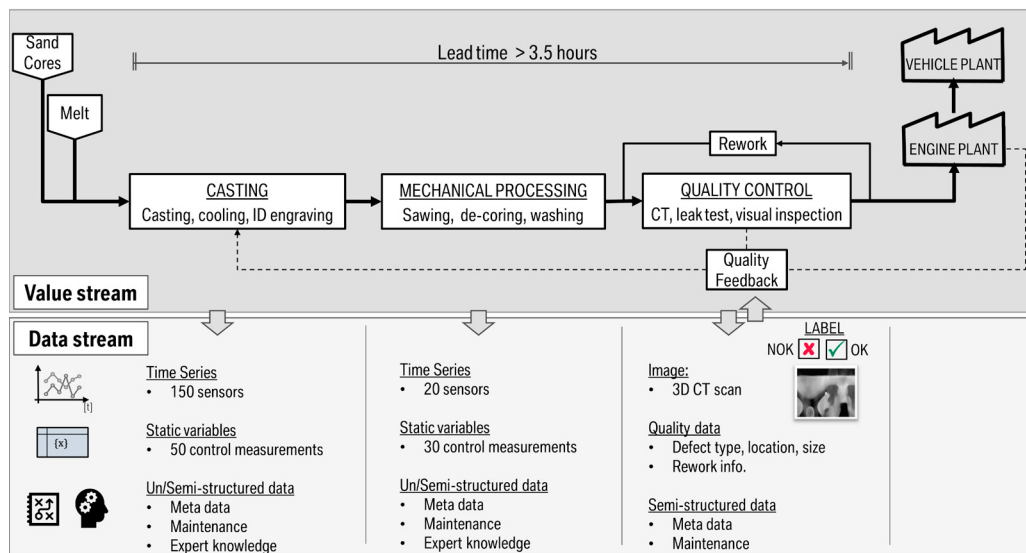 Sand
Cores
Melt
Lead time > 3.5 hours
VEHICLE PLANT
ENGINE PLANT
Rework
CASTING
Casting, cooling, ID engraving
MECHANICAL PROCESSING
Sawing, de-coring, washing
QUALITY CONTROL
CT, leak test, visual inspection
Quality
Feedback
Value stream
Data stream
[t]
{x}
Time Series
• 150 sensors
Static variables
• 50 control measurements
Un/Semi-structured data
• Meta data
• Maintenance
• Expert knowledge
Time Series
• 20 sensors
Static variables
• 30 control measurements
Un/Semi-structured data
• Meta data
• Maintenance
• Expert knowledge
LABEL
NOK OK
Image:
• 3D CT scan
Quality data
• Defect type, location, size
• Rework info.
Semi-structured data
• Meta data
• Maintenance